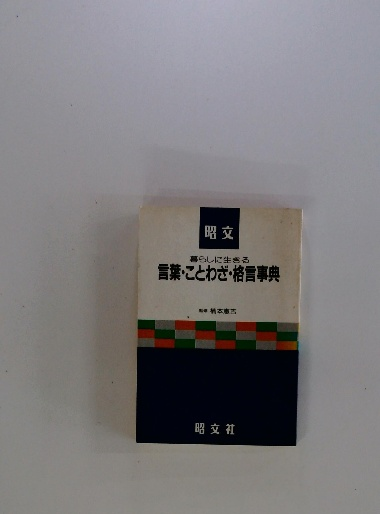 昭文
暮らしに生きる
言葉・ことわざ・格言事典
昭文社